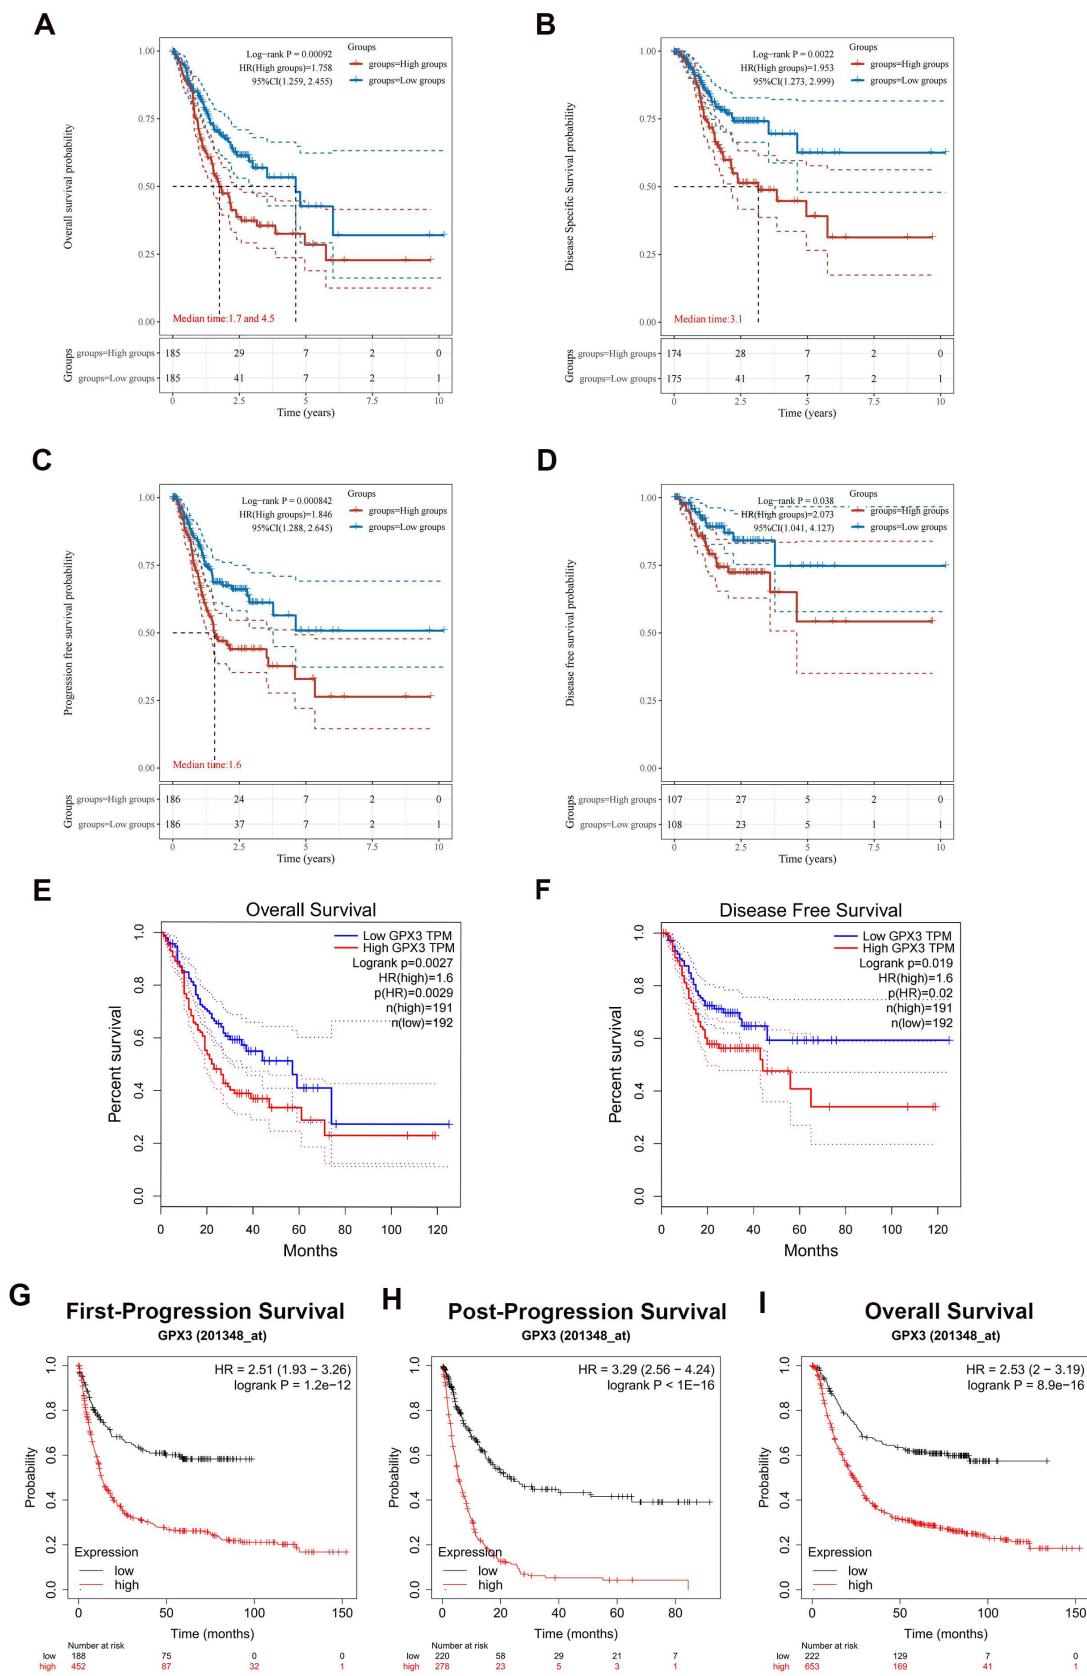 A
Log−rank P = 0.00092
HR(High groups)=1.758
95%CI(1.259, 2.455)
Groups
groups=High groups
groups=Low groups
Overall survival probability
1.00
0.75
0.50
0.25
0.00
Median time:1.7 and 4.5
Groups
groups=High groups 185 29 7 2 0
groups=Low groups 185 41 7 2 1
0 2.5 5 7.5 10
Time (years)
B
Log−rank P = 0.0022
HR(High groups)=1.953
95%CI(1.273, 2.999)
Groups
groups=High groups
groups=Low groups
Disease Specific Survival probability
1.00
0.75
0.50
0.25
0.00
Median time:3.1
Groups
groups=High groups 174 28 7 2 0
groups=Low groups 175 41 7 2 1
0 2.5 5 7.5 10
Time (years)
C
Log−rank P = 0.000842
HR(High groups)=1.846
95%CI(1.288, 2.645)
Groups
groups=High groups
groups=Low groups
Progression free survival probability
1.00
0.75
0.50
0.25
0.00
Median time:1.6
Groups
groups=High groups 186 24 7 2 0
groups=Low groups 186 37 7 2 1
0 2.5 5 7.5 10
Time (years)
D
Log−rank P = 0.038
HR(High groups)=2.073
95%CI(1.041, 4.127)
Groups
groups=High groups
groups=Low groups
Disease free survival probability
1.00
0.75
0.50
0.25
0.00
Groups
groups=High groups 107 27 5 2 0
groups=Low groups 108 23 5 1 1
0 2.5 5 7.5 10
Time (years)
E
Overall Survival
Low GPX3 TPM
High GPX3 TPM
Logrank p=0.0027
HR(high)=1.6
p(HR)=0.0029
n(high)=191
n(low)=192
Percent survival
1.0
0.8
0.6
0.4
0.2
0.0
0 20 40 60 80 100 120
Months
F
Disease Free Survival
Low GPX3 TPM
High GPX3 TPM
Logrank p=0.019
HR(high)=1.6
p(HR)=0.02
n(high)=191
n(low)=192
Percent survival
1.0
0.8
0.6
0.4
0.2
0.0
0 20 40 60 80 100 120
Months
G
First-Progression Survival
GPX3 (201348_at)
HR = 2.51 (1.93 − 3.26)
logrank P = 1.2e−12
Probability
1.0
0.8
0.6
0.4
0.2
0.0
Expression
low
high
0 50 100 150
Time (months)
Number at risk
low 188 75 0 0
high 452 87 32 1
H
Post-Progression Survival
GPX3 (201348_at)
HR = 3.29 (2.56 − 4.24)
logrank P < 1E−16
Probability
1.0
0.8
0.6
0.4
0.2
0.0
Expression
low
high
0 20 40 60 80
Time (months)
Number at risk
low 220 58 29 21 7
high 278 23 5 3 1
I
Overall Survival
GPX3 (201348_at)
HR = 2.53 (2 − 3.19)
logrank P = 8.9e−16
Probability
1.0
0.8
0.6
0.4
0.2
0.0
Expression
low
high
0 50 100 150
Time (months)
Number at risk
low 222 129 7 0
high 653 169 41 1